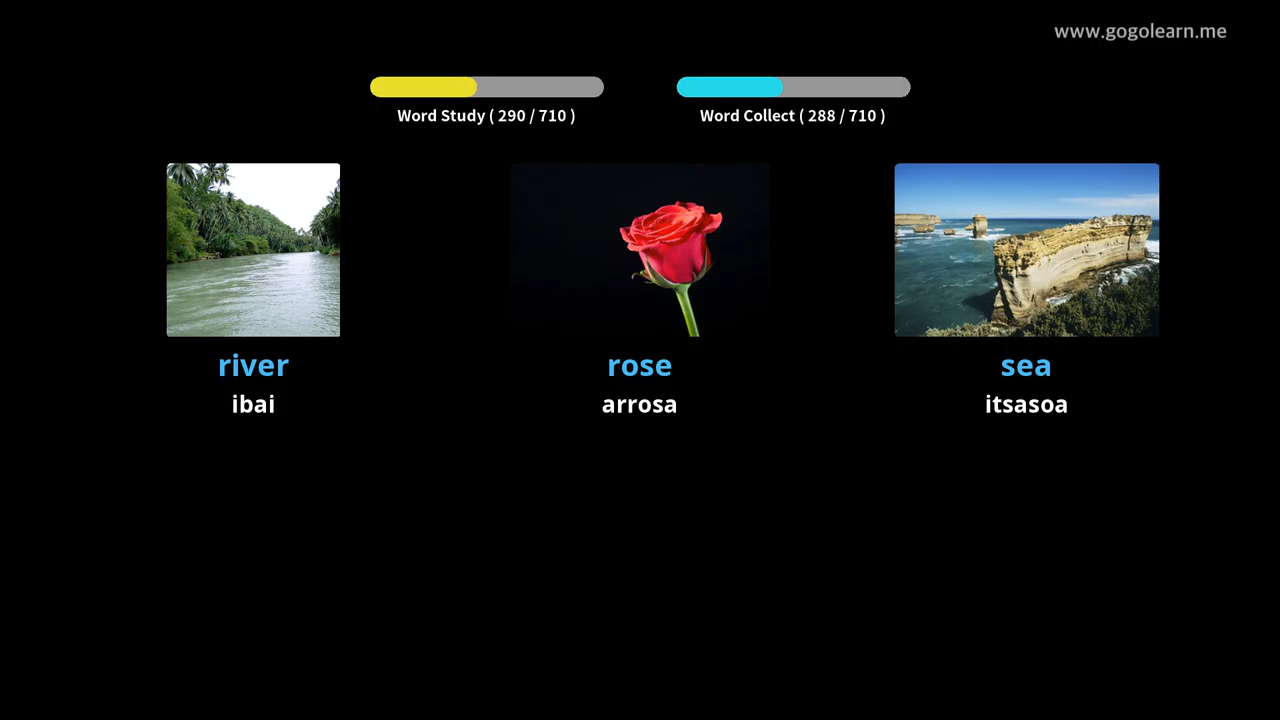 www.gogolearn.me
Word Study ( 290 / 710 )
Word Collect ( 288 / 710 )
river
rose
sea
ibai
arrosa
itsasoa